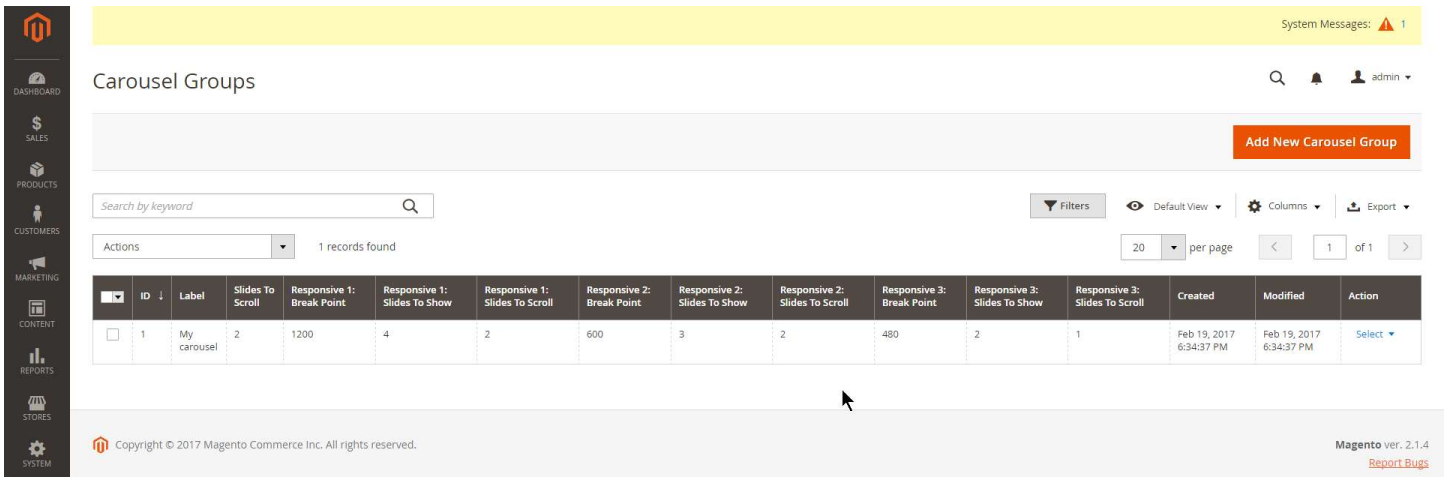 System Messages: 1
Carousel Groups
admin
DASHBOARD
SALES
PRODUCTS
CUSTOMERS
MARKETING
CONTENT
REPORTS
STORES
SYSTEM
Add New Carousel Group
Search by keyword
Filters Default View Columns Export
Actions 1 records found 20 per page 1 of 1
ID ↓ Label Slides To Scroll Responsive 1: Break Point Responsive 1: Slides To Show Responsive 1: Slides To Scroll Responsive 2: Break Point Responsive 2: Slides To Show Responsive 2: Slides To Scroll Responsive 3: Break Point Responsive 3: Slides To Show Responsive 3: Slides To Scroll Created Modified Action
1 My carousel 2 1200 4 2 600 3 2 480 2 1 Feb 19, 2017 6:34:37 PM Feb 19, 2017 6:34:37 PM Select
Copyright © 2017 Magento Commerce Inc. All rights reserved.
Magento ver. 2.1.4
Report Bugs